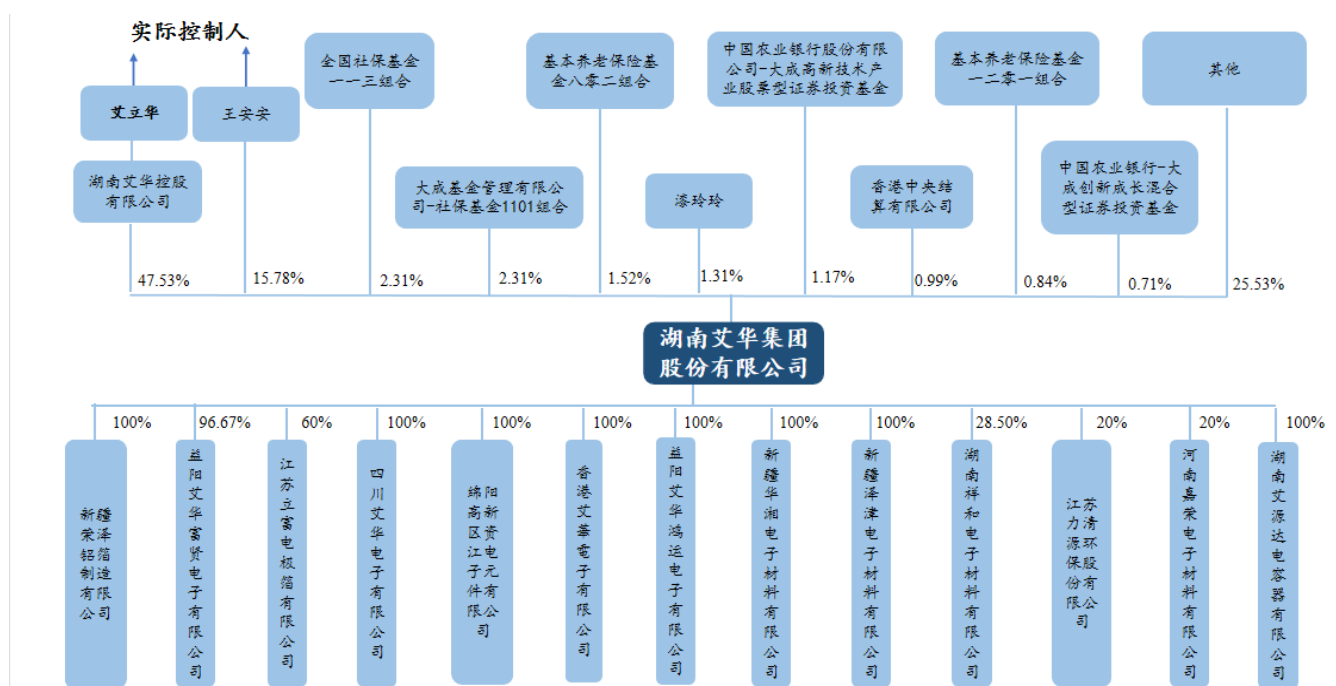 实际控制人
艾立华
王安安
湖南艾华控股
有限公司
全国社保基金
一一三组合
大成基金管理有限公
司-社保基金1101组合
基本养老保险基
金八零二组合
漆玲玲
中国农业银行股份有限
公司-大成高新技术产
业股票型证券投资基金
香港中央结
算有限公司
基本养老保险基金
一二零一组合
中国农业银行-大
成创新成长混合
型证券投资基金
其他
47.53%
15.78%
2.31%
2.31%
1.52%
1.31%
1.17%
0.99%
0.84%
0.71%
25.53%
湖南艾华集团
股份有限公司
100%
96.67%
60%
100%
100%
100%
100%
100%
100%
28.50%
20%
20%
100%
新疆
荣泽
铝箔
制造
有限
公司
益阳艾华富贤电子有限公司
江苏立富电极箔有限公司
四川艾华电子有限公司
绵阳
高新
区资
江电
子元
件有
限公
司
香港艾華電子有限公司
益阳艾华鸿运电子有限公司
新疆华湘电子材料有限公司
新疆泽津电子材料有限公司
湖南祥和电子材料有限公司
江苏
力清
源环
保股
份有
限公
司
河南嘉荣电子材料有限公司
湖南艾源达电容器有限公司